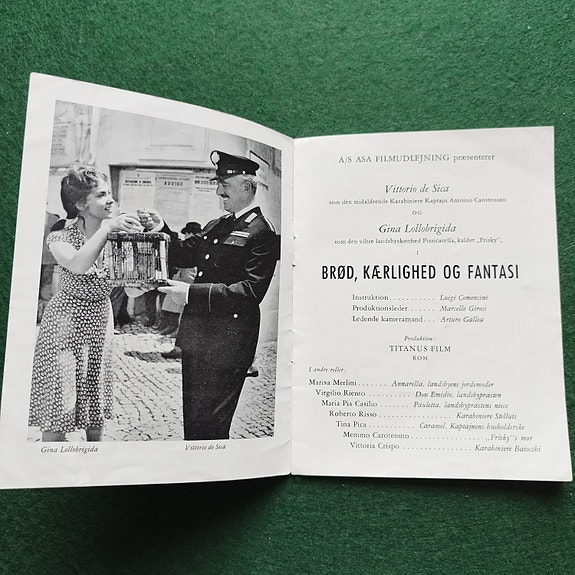 AVVISO
Gina Lollobrigida
Vittorio de Sica
A/S ASA FILMUDLEJNING præsenterer
Vittorio de Sica
som den midaldrende Karabiniere Kaptajn Antoino Carotenuto
OG
Gina Lollobrigida
som den viltre landsbyskønhed Pizzicarella, kaldet „Frisky“,
I
BRØD, KÆRLIGHED OG FANTASI
Instruktion . . . . . . . . . . . Luigi Comencini
Produktionsleder . . . . . . Marcello Girosi
Ledende kameramand . . . Arturo Gallea
Produktion:
TITANUS FILM
ROM
I andre roller:
Marisa Merlini . . . . . . Annarella, landsbyens jordemoder
Virgilio Riento . . . . . . . . . Don Emidio, landsbypræsten
Maria Pia Casilio . . . . . Pauletta, landsbypræstens niece
Roberto Risso . . . . . . . . . . . . . . Karabiniere Stelluti
Tina Pica . . . . . . . . Caramel, Kaptajnens husholderske
Memmo Carotenuto . . . . . . . . . . . . . . . . „Frisky“s mor
Vittoria Crispo . . . . . . . . . . . . . . Karabiniere Baiocchi